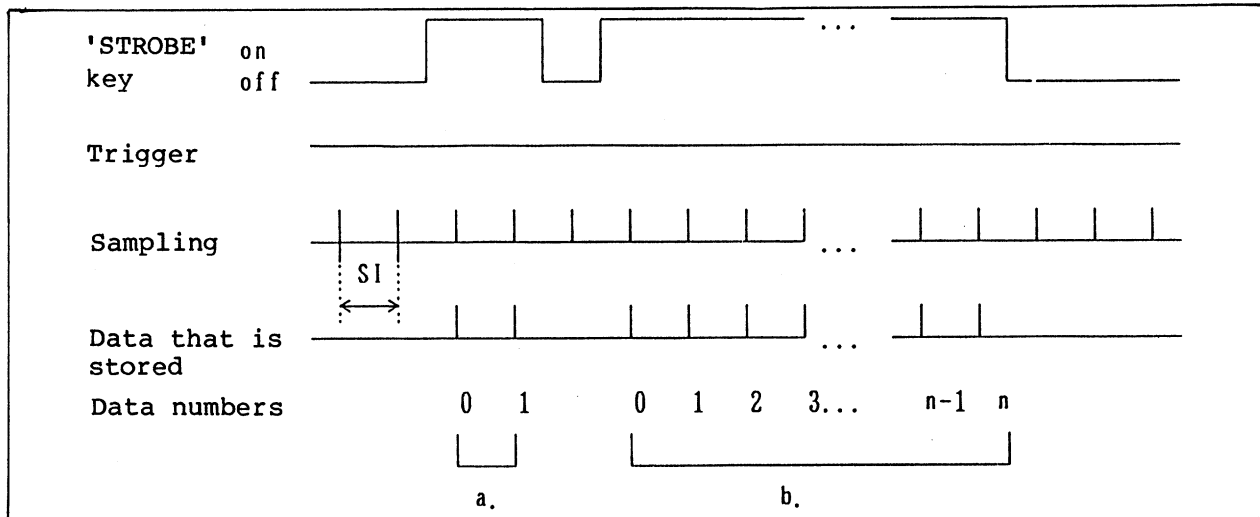 'STROBE' on
key off
...
Trigger
Sampling
...
SI
Data that is
stored
...
Data numbers 0 1 0 1 2 3... n-1 n
a. b.